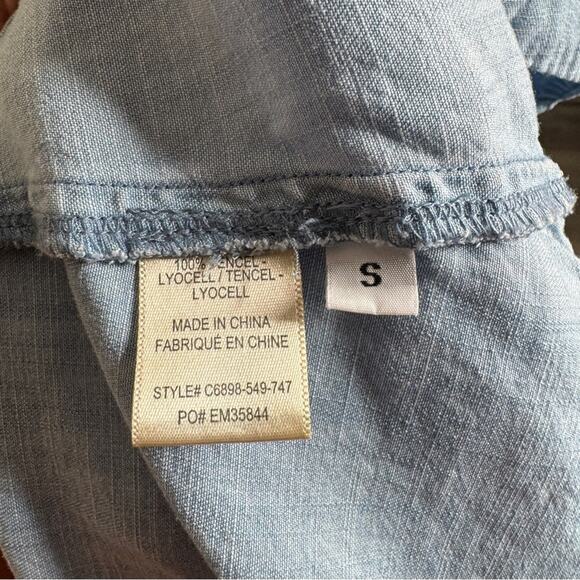 100% TENCEL -
LYOCELL / TENCEL -
LYOCELL
MADE IN CHINA
FABRIQUÉ EN CHINE
STYLE# C6898-549-747
PO# EM35844
S